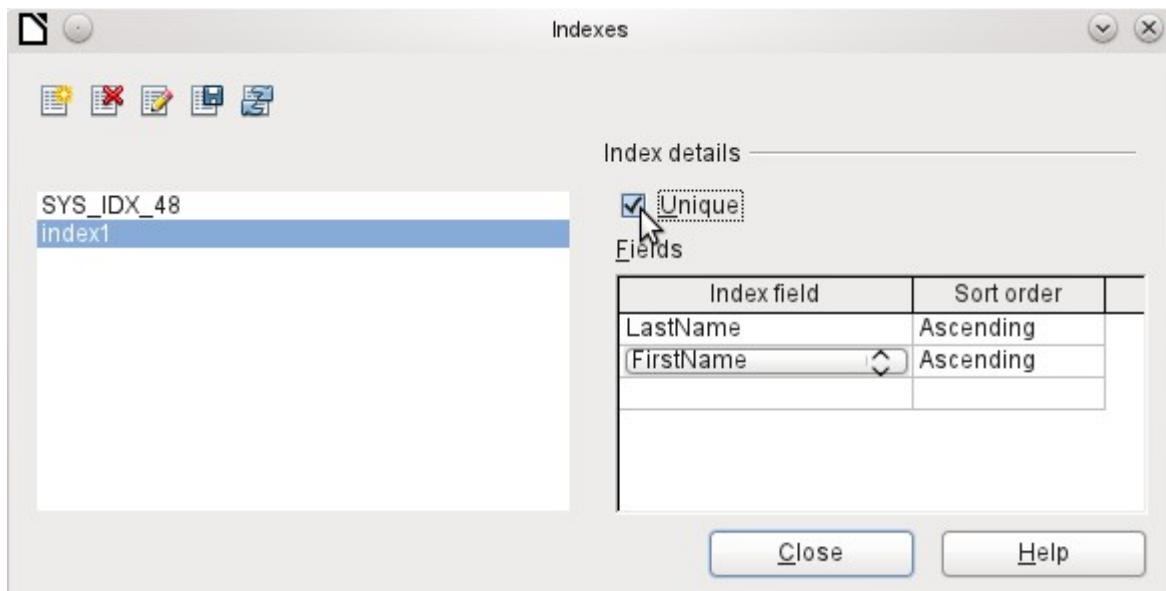 Indexes
Index details
SYS_IDX_48
index1
Unique
Fields
Index field Sort order
LastName Ascending
FirstName Ascending
Close Help